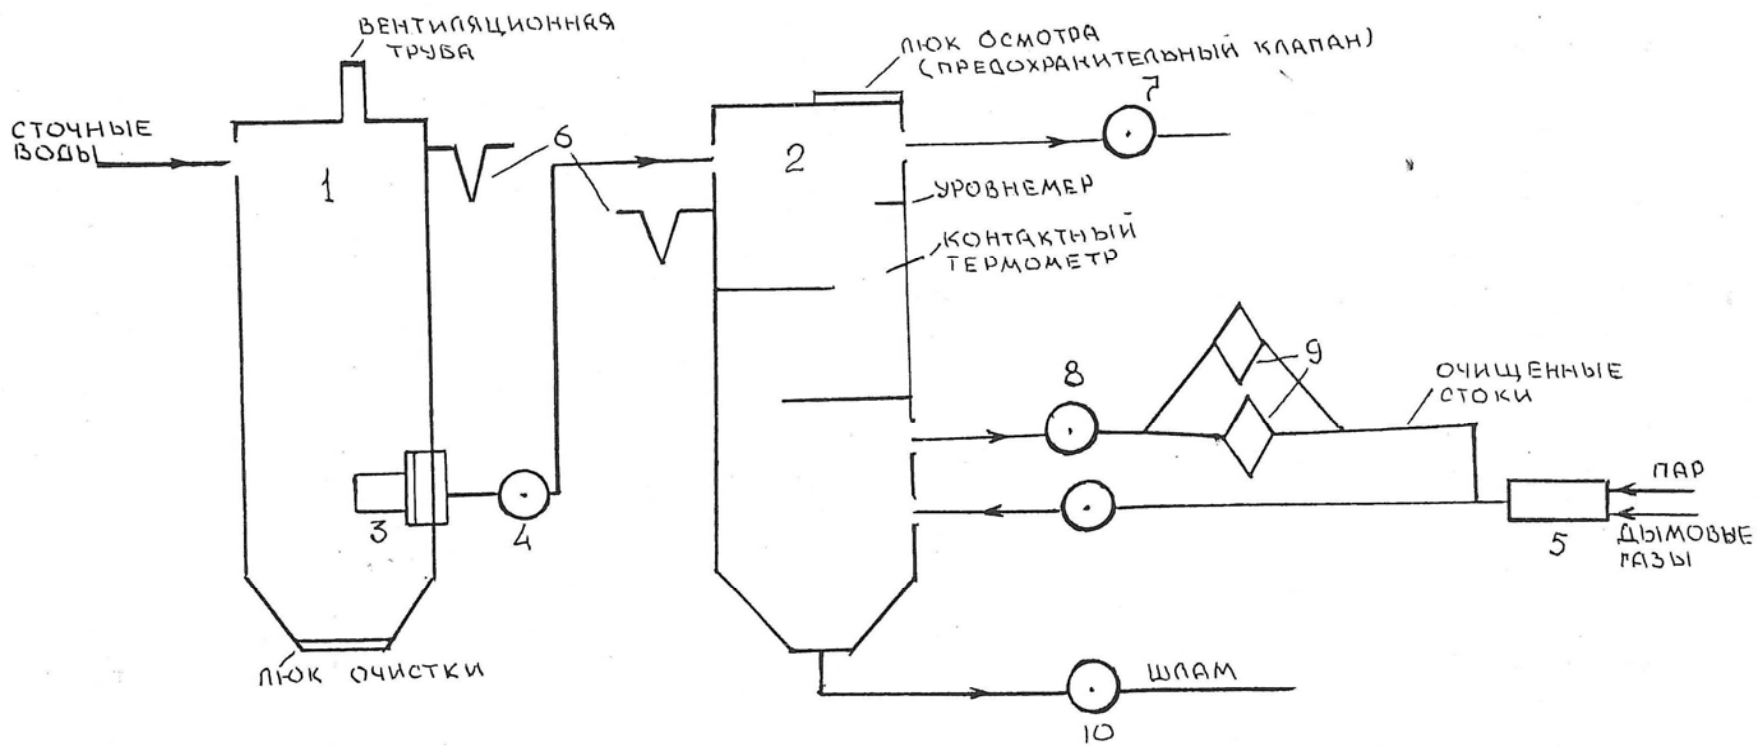 ВЕНТИЛЯЦИОННАЯ
ТРУБА
ЛЮК ОСМОТРА
(ПРЕДОХРАНИТЕЛЬНЫЙ КЛАПАН)
7
СТОЧНЫЕ
ВОДЫ
1
6
2
УРОВНЕМЕР
КОНТАКТНЫЙ
ТЕРМОМЕТР
8
9
ОЧИЩЕННЫЕ
СТОКИ
ПАР
3
4
5
ДЫМОВЫЕ
ГАЗЫ
ЛЮК ОЧИСТКИ
ШЛАМ
10